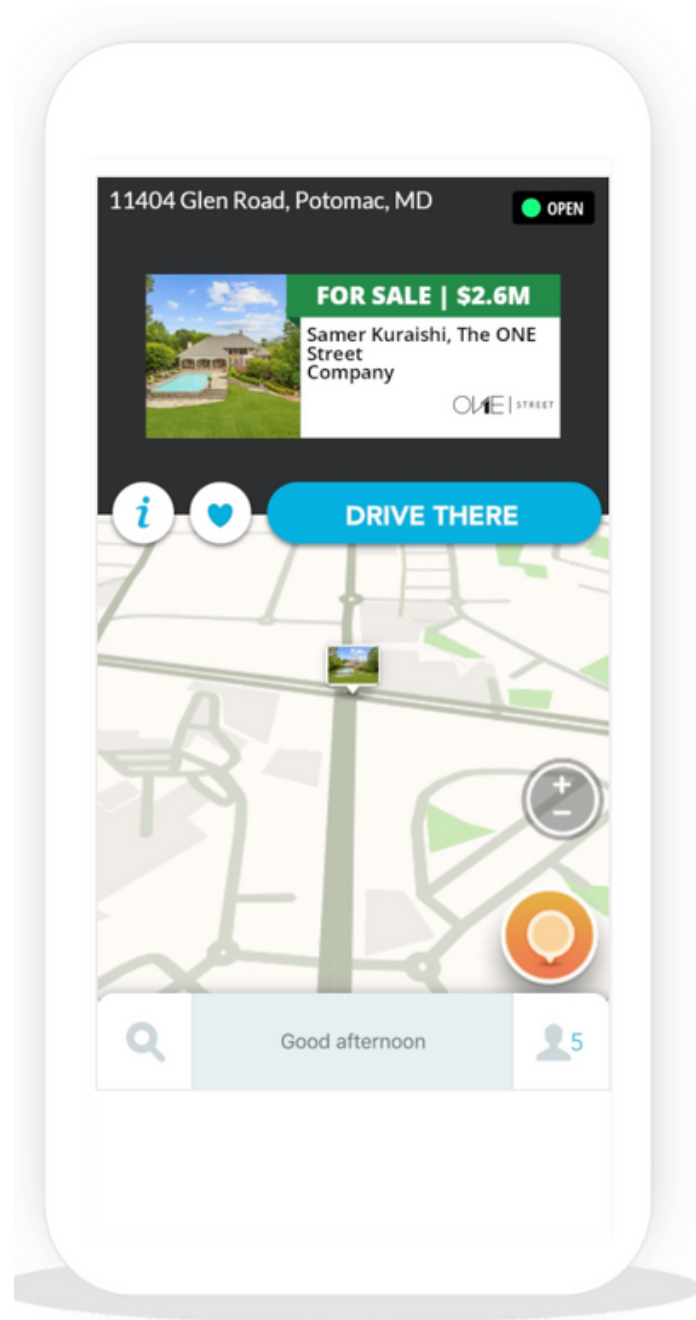 11404 Glen Road, Potomac, MD
OPEN
FOR SALE | $2.6M
Samer Kuraishi, The ONE
Street
Company
ONE | STREET
i
DRIVE THERE
+
−
Good afternoon
5